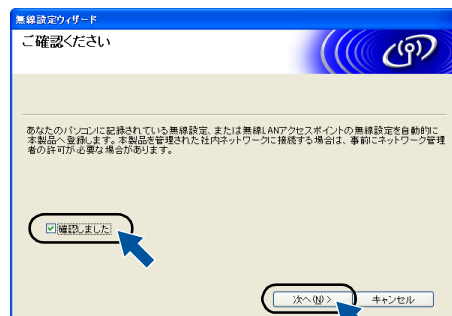 無線設定ウィザード
ご確認ください
あなたのパソコンに記録されている無線設定、または無線LANアクセスポイントの無線設定を自動的に
本製品へ登録します。本製品を管理された社内ネットワークに接続する場合は、事前にネットワーク管理
者の許可が必要な場合があります。
確認しました
次へ(N) >
キャンセル